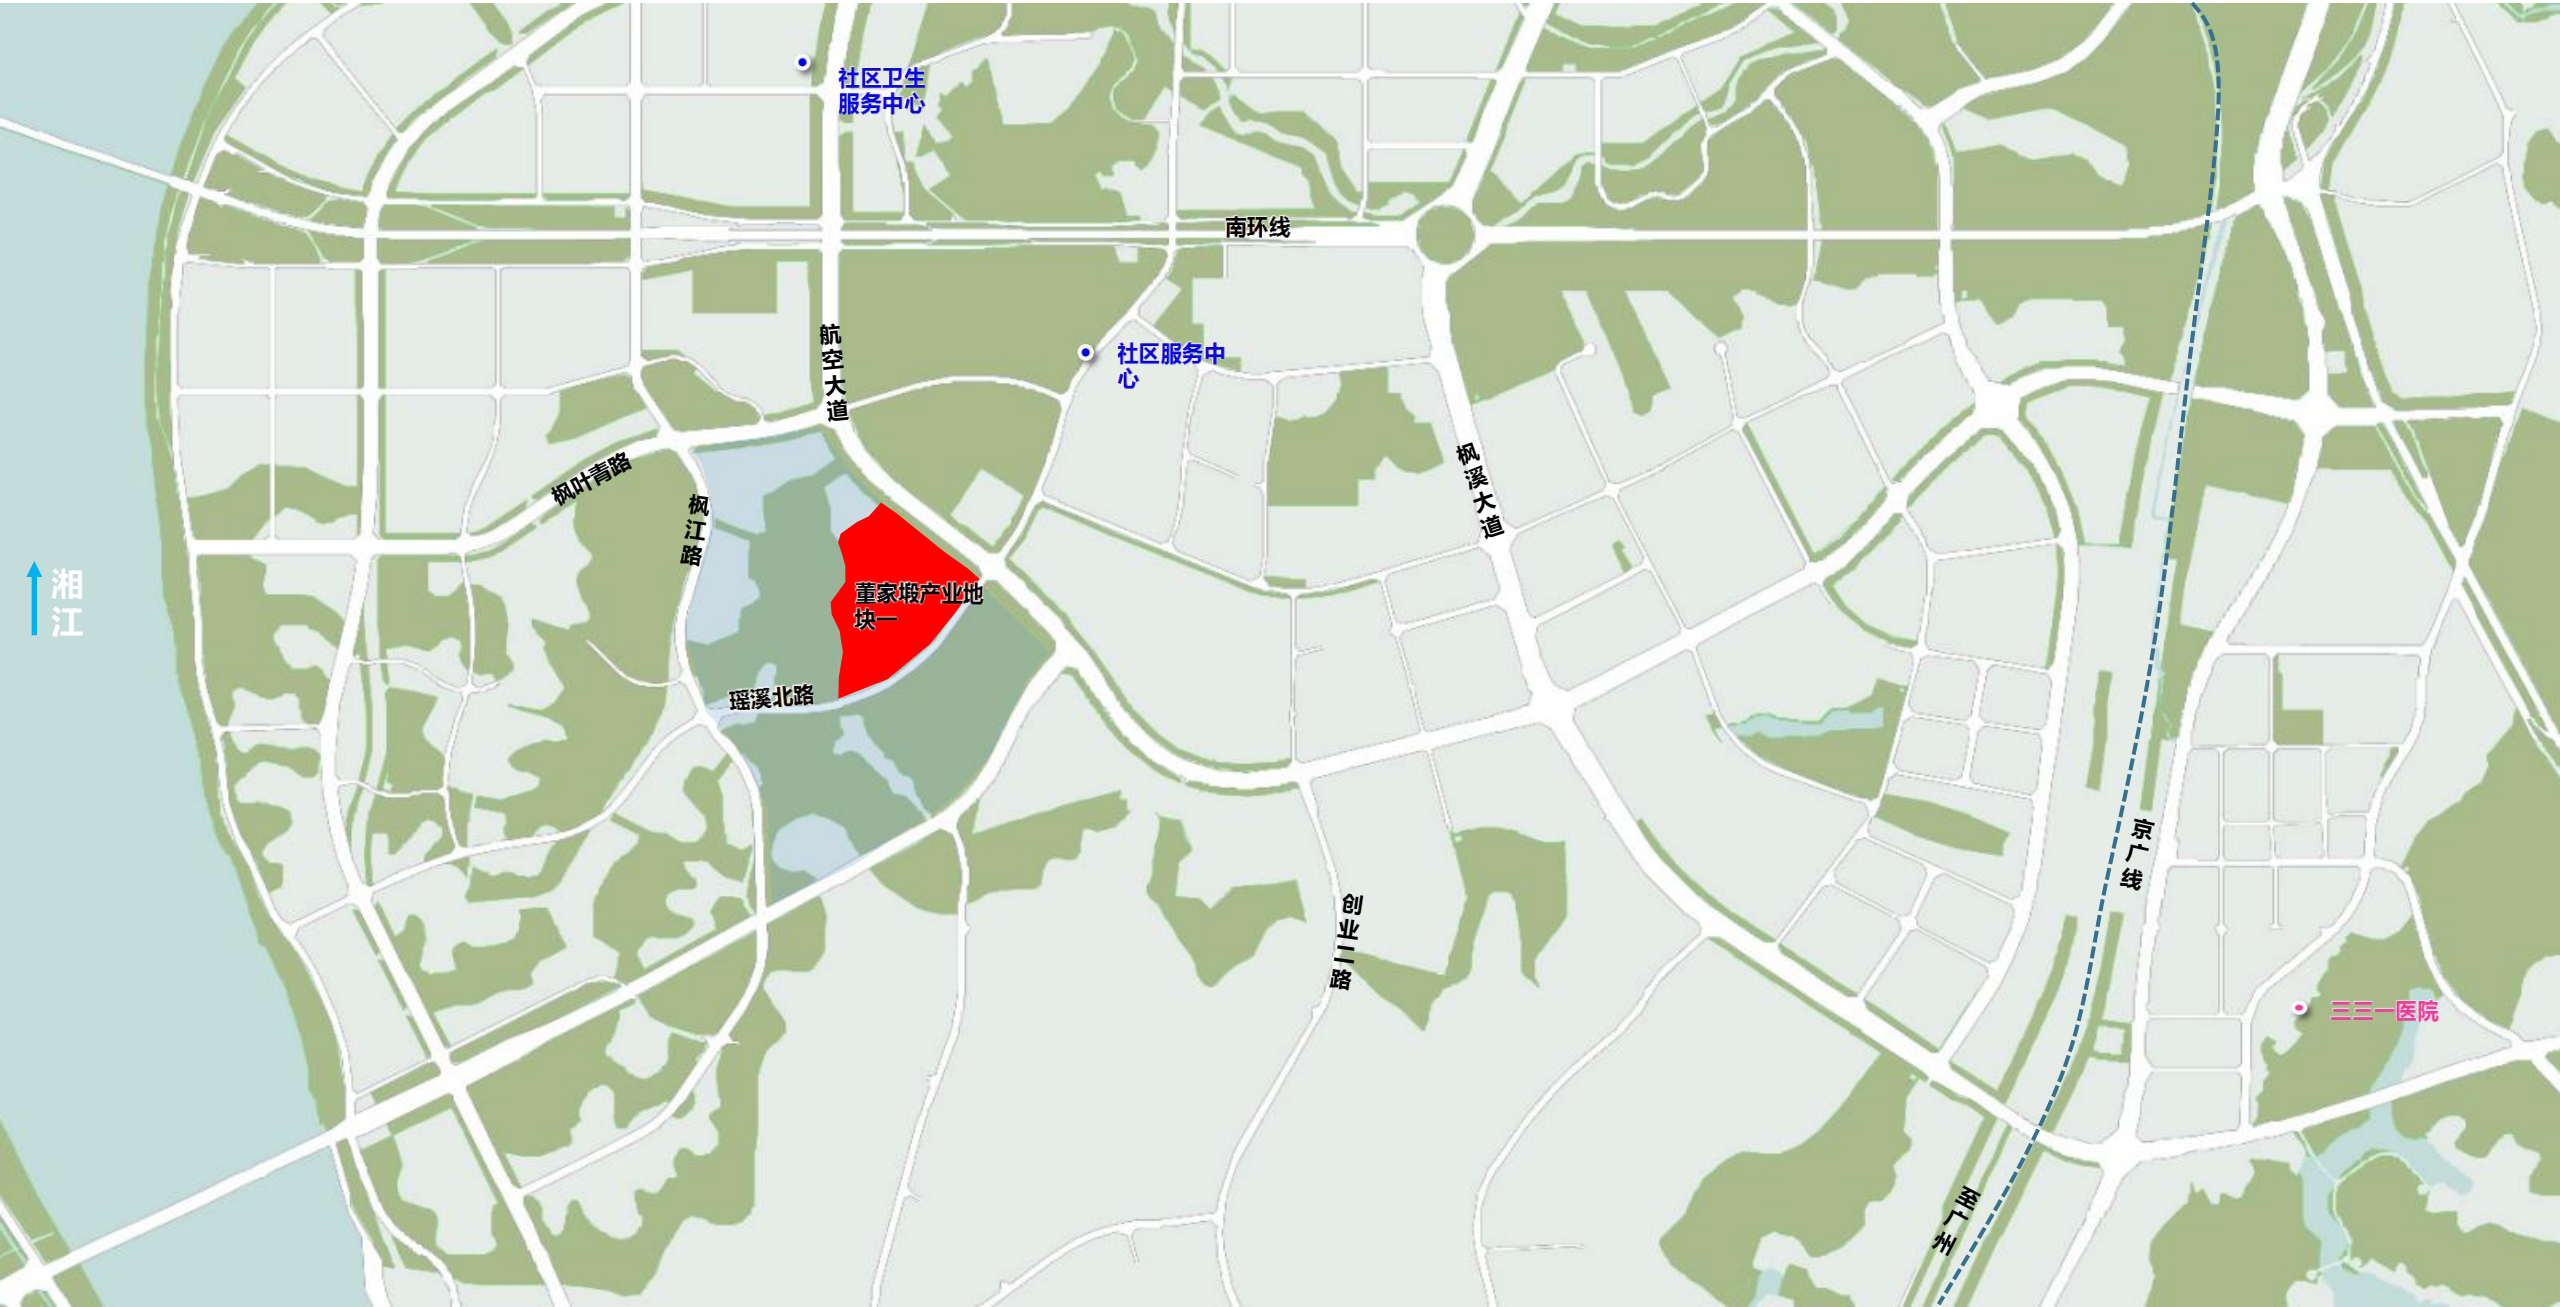 社区卫生
服务中心
南环线
航空大道
社区服务中
心
枫叶青路
枫江路
枫溪大道
湘江
董家塅产业地
块一
瑶溪北路
京广线
创业二路
三三一医院
至广州